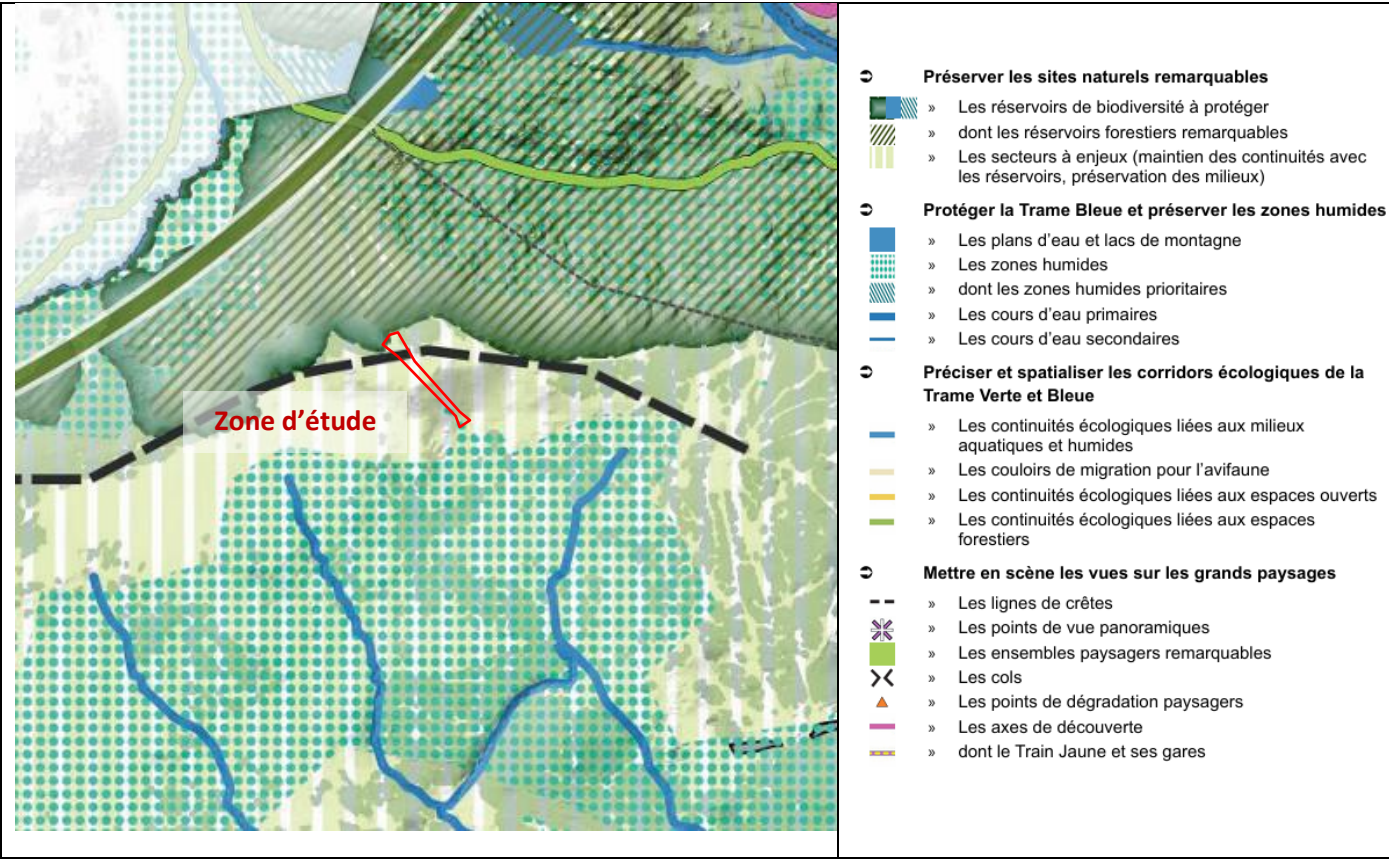 Zone d’étude
➲ Préserver les sites naturels remarquables
» Les réservoirs de biodiversité à protéger
» dont les réservoirs forestiers remarquables
» Les secteurs à enjeux (maintien des continuités avec
les réservoirs, préservation des milieux)
➲ Protéger la Trame Bleue et préserver les zones humides
» Les plans d’eau et lacs de montagne
» Les zones humides
» dont les zones humides prioritaires
» Les cours d’eau primaires
» Les cours d’eau secondaires
➲ Préciser et spatialiser les corridors écologiques de la
Trame Verte et Bleue
» Les continuités écologiques liées aux milieux
aquatiques et humides
» Les couloirs de migration pour l’avifaune
» Les continuités écologiques liées aux espaces ouverts
» Les continuités écologiques liées aux espaces
forestiers
➲ Mettre en scène les vues sur les grands paysages
» Les lignes de crêtes
» Les points de vue panoramiques
» Les ensembles paysagers remarquables
» Les cols
» Les points de dégradation paysagers
» Les axes de découverte
» dont le Train Jaune et ses gares